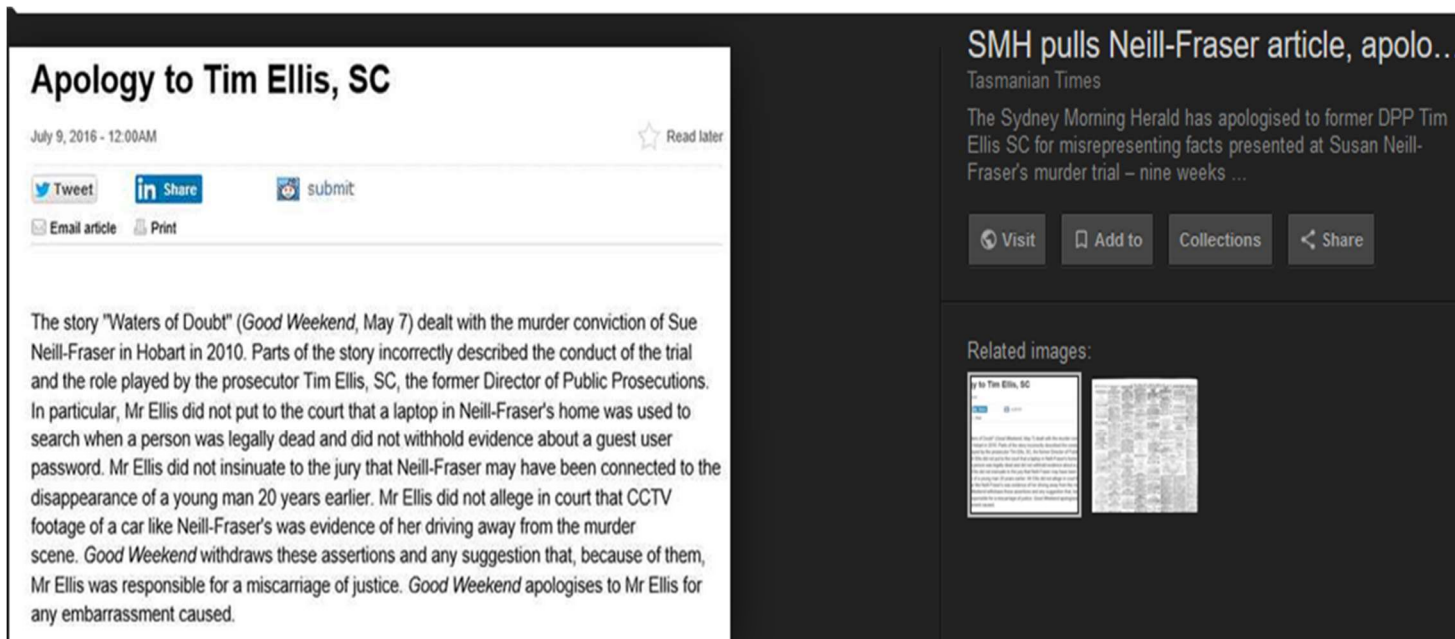 Apology to Tim Ellis, SC
July 9, 2016 - 12:00AM
Read later
Tweet
in Share
submit
Email article
Print
The story "Waters of Doubt" (Good Weekend, May 7) dealt with the murder conviction of Sue
Neill-Fraser in Hobart in 2010. Parts of the story incorrectly described the conduct of the trial
and the role played by the prosecutor Tim Ellis, SC, the former Director of Public Prosecutions.
In particular, Mr Ellis did not put to the court that a laptop in Neill-Fraser's home was used to
search when a person was legally dead and did not withhold evidence about a guest user
password. Mr Ellis did not insinuate to the jury that Neill-Fraser may have been connected to the
disappearance of a young man 20 years earlier. Mr Ellis did not allege in court that CCTV
footage of a car like Neill-Fraser's was evidence of her driving away from the murder
scene. Good Weekend withdraws these assertions and any suggestion that, because of them,
Mr Ellis was responsible for a miscarriage of justice. Good Weekend apologises to Mr Ellis for
any embarrassment caused.
SMH pulls Neill-Fraser article, apolo...
Tasmanian Times
The Sydney Morning Herald has apologised to former DPP Tim
Ellis SC for misrepresenting facts presented at Susan Neill-
Fraser's murder trial – nine weeks ...
Visit
Add to
Collections
Share
Related images:
y to Tim Ellis, SC